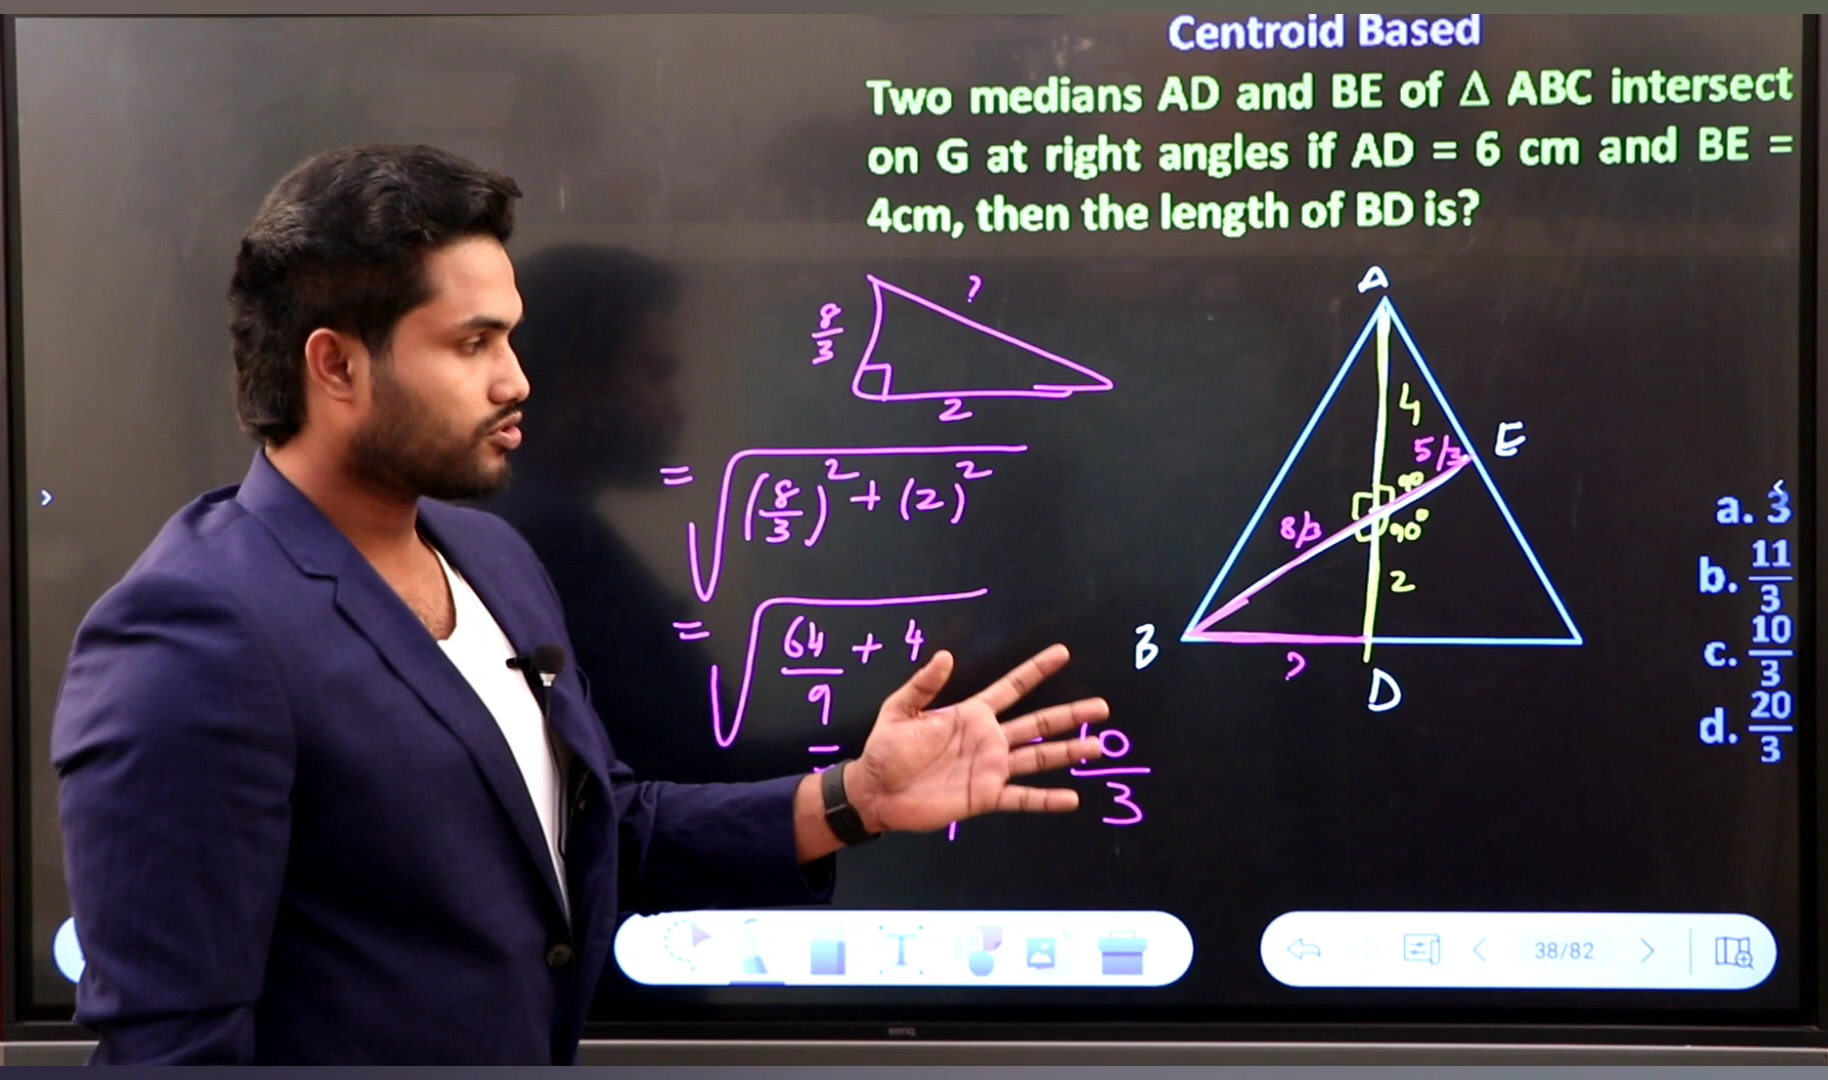 Centroid Based
Two medians AD and BE of Δ ABC intersect
on G at right angles if AD = 6 cm and BE =
4cm, then the length of BD is?
8/3
?
2
= √((8/3)² + (2)²)
= √(64/9 + 4
10/3
A
4
E
5/3
90
8/3
90°
2
B
?
D
a. 3
b. 11/3
c. 10/3
d. 20/3
T
38/82